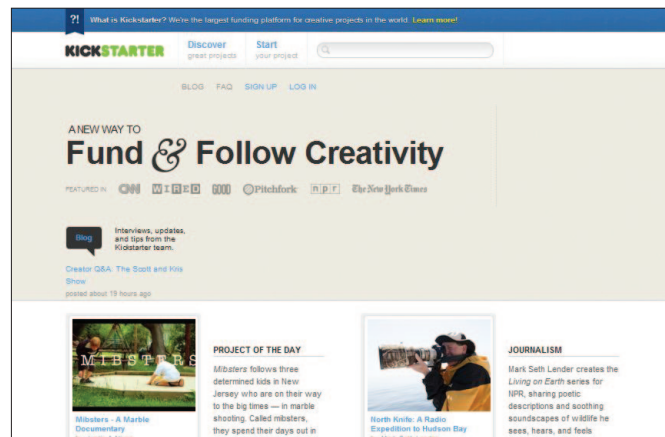 ?! What is Kickstarter? We're the largest funding platform for creative projects in the world. Learn more!
KICKSTARTER
Discover
great projects
Start
your project
BLOG FAQ SIGN UP LOG IN
A NEW WAY TO
Fund & Follow Creativity
FEATURED IN CNN WIRED GOOD Pitchfork npr The New York Times
Blog
Interviews, updates,
and tips from the
Kickstarter team.
Creator Q&A: The Scott and Kris
Show
posted about 19 hours ago
MIBSTERS
Mibsters - A Marble
Documentary
PROJECT OF THE DAY
Mibsters follows three
determined kids in New
Jersey who are on their way
to the big times — in marble
shooting. Called mibsters,
they spend their days out in
North Knife: A Radio
Expedition to Hudson Bay
JOURNALISM
Mark Seth Lender creates the
Living on Earth series for
NPR, sharing poetic
descriptions and soothing
soundscapes of wildlife he
sees, hears, and feels